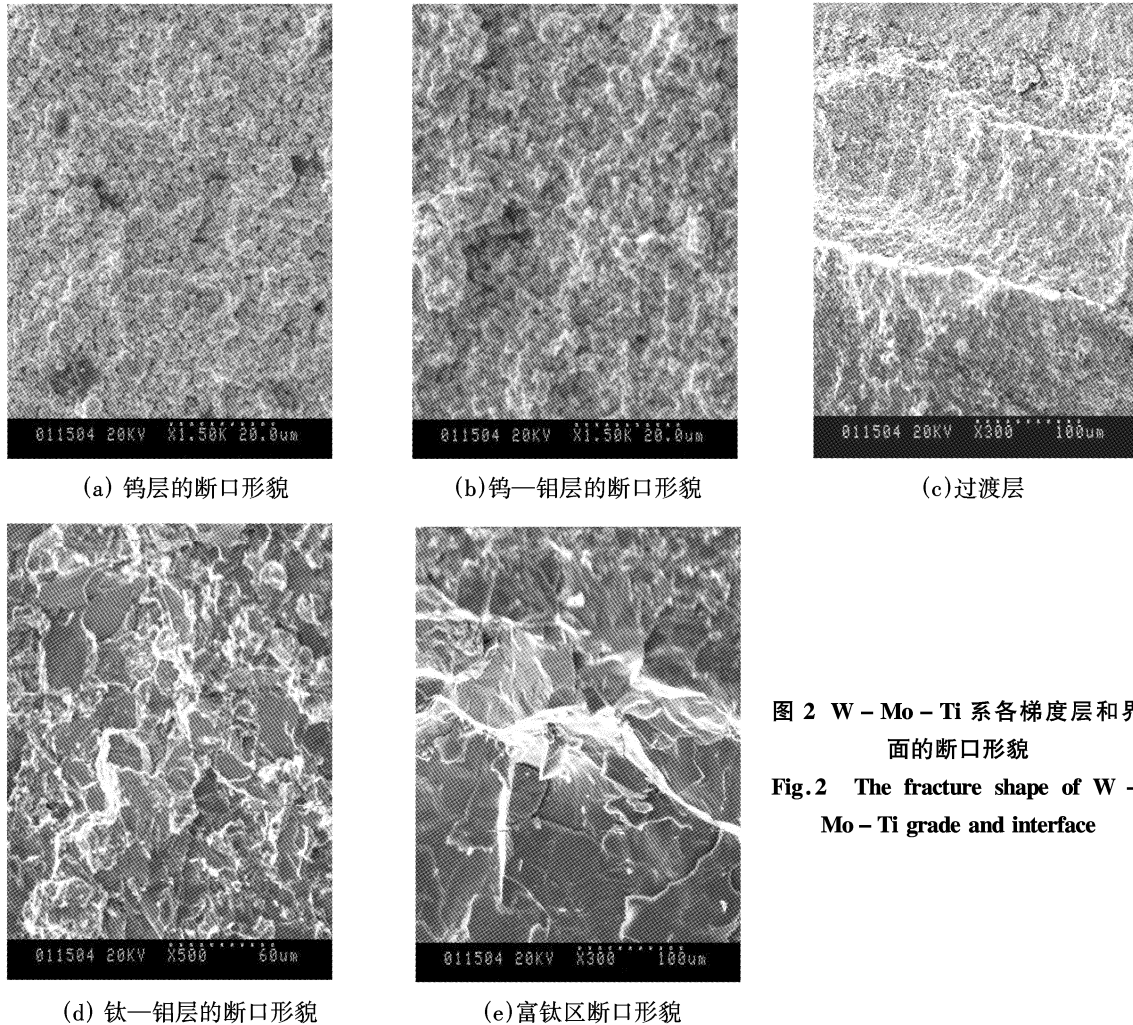 011504 20KV X1.50K 20.0um
011504 20KV X1.50K 20.0um
011504 20KV X300 100um
(a) 钨层的断口形貌
(b)钨—钼层的断口形貌
(c)过渡层
011504 20KV X500 60um
011504 20KV X300 100um
图 2 W – Mo – Ti 系各梯度层和界
面的断口形貌
Fig.2 The fracture shape of W –
Mo – Ti grade and interface
(d) 钛—钼层的断口形貌
(e)富钛区断口形貌